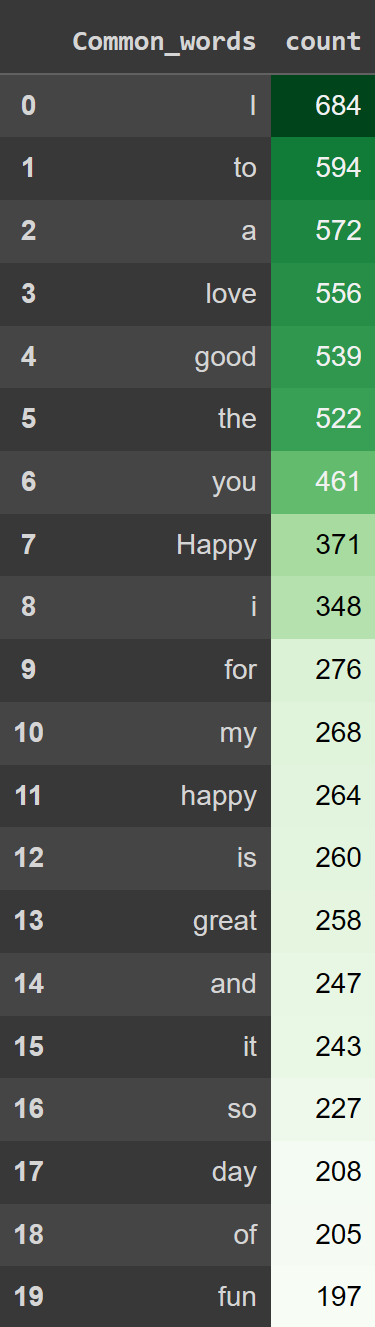 Common_words count
0 I 684
1 to 594
2 a 572
3 love 556
4 good 539
5 the 522
6 you 461
7 Happy 371
8 i 348
9 for 276
10 my 268
11 happy 264
12 is 260
13 great 258
14 and 247
15 it 243
16 so 227
17 day 208
18 of 205
19 fun 197